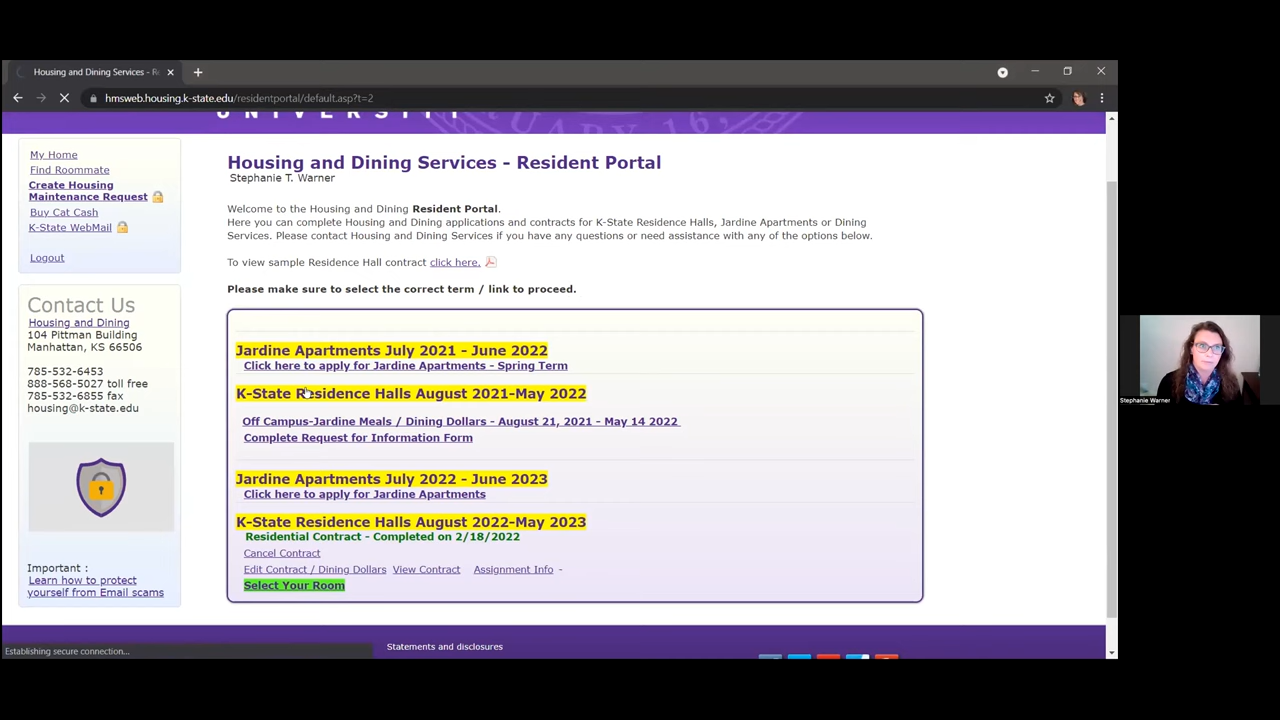 Housing and Dining Services - R
hmsweb.housing.k-state.edu/residentportal/default.asp?t=2
UNIVERSITY
My Home
Find Roommate
Create Housing
Maintenance Request
Buy Cat Cash
K-State WebMail
Logout
Contact Us
Housing and Dining
104 Pittman Building
Manhattan, KS 66506
785-532-6453
888-568-5027 toll free
785-532-6855 fax
housing@k-state.edu
Important :
Learn how to protect
yourself from Email scams
Housing and Dining Services - Resident Portal
Stephanie T. Warner
Welcome to the Housing and Dining Resident Portal.
Here you can complete Housing and Dining applications and contracts for K-State Residence Halls, Jardine Apartments or Dining
Services. Please contact Housing and Dining Services if you have any questions or need assistance with any of the options below.
To view sample Residence Hall contract click here.
Please make sure to select the correct term / link to proceed.
Jardine Apartments July 2021 - June 2022
Click here to apply for Jardine Apartments - Spring Term
K-State Residence Halls August 2021-May 2022
Off Campus-Jardine Meals / Dining Dollars - August 21, 2021 - May 14 2022
Complete Request for Information Form
Jardine Apartments July 2022 - June 2023
Click here to apply for Jardine Apartments
K-State Residence Halls August 2022-May 2023
Residential Contract - Completed on 2/18/2022
Cancel Contract
Edit Contract / Dining Dollars View Contract Assignment Info -
Select Your Room
Statements and disclosures
Establishing secure connection...
Stephanie Warner